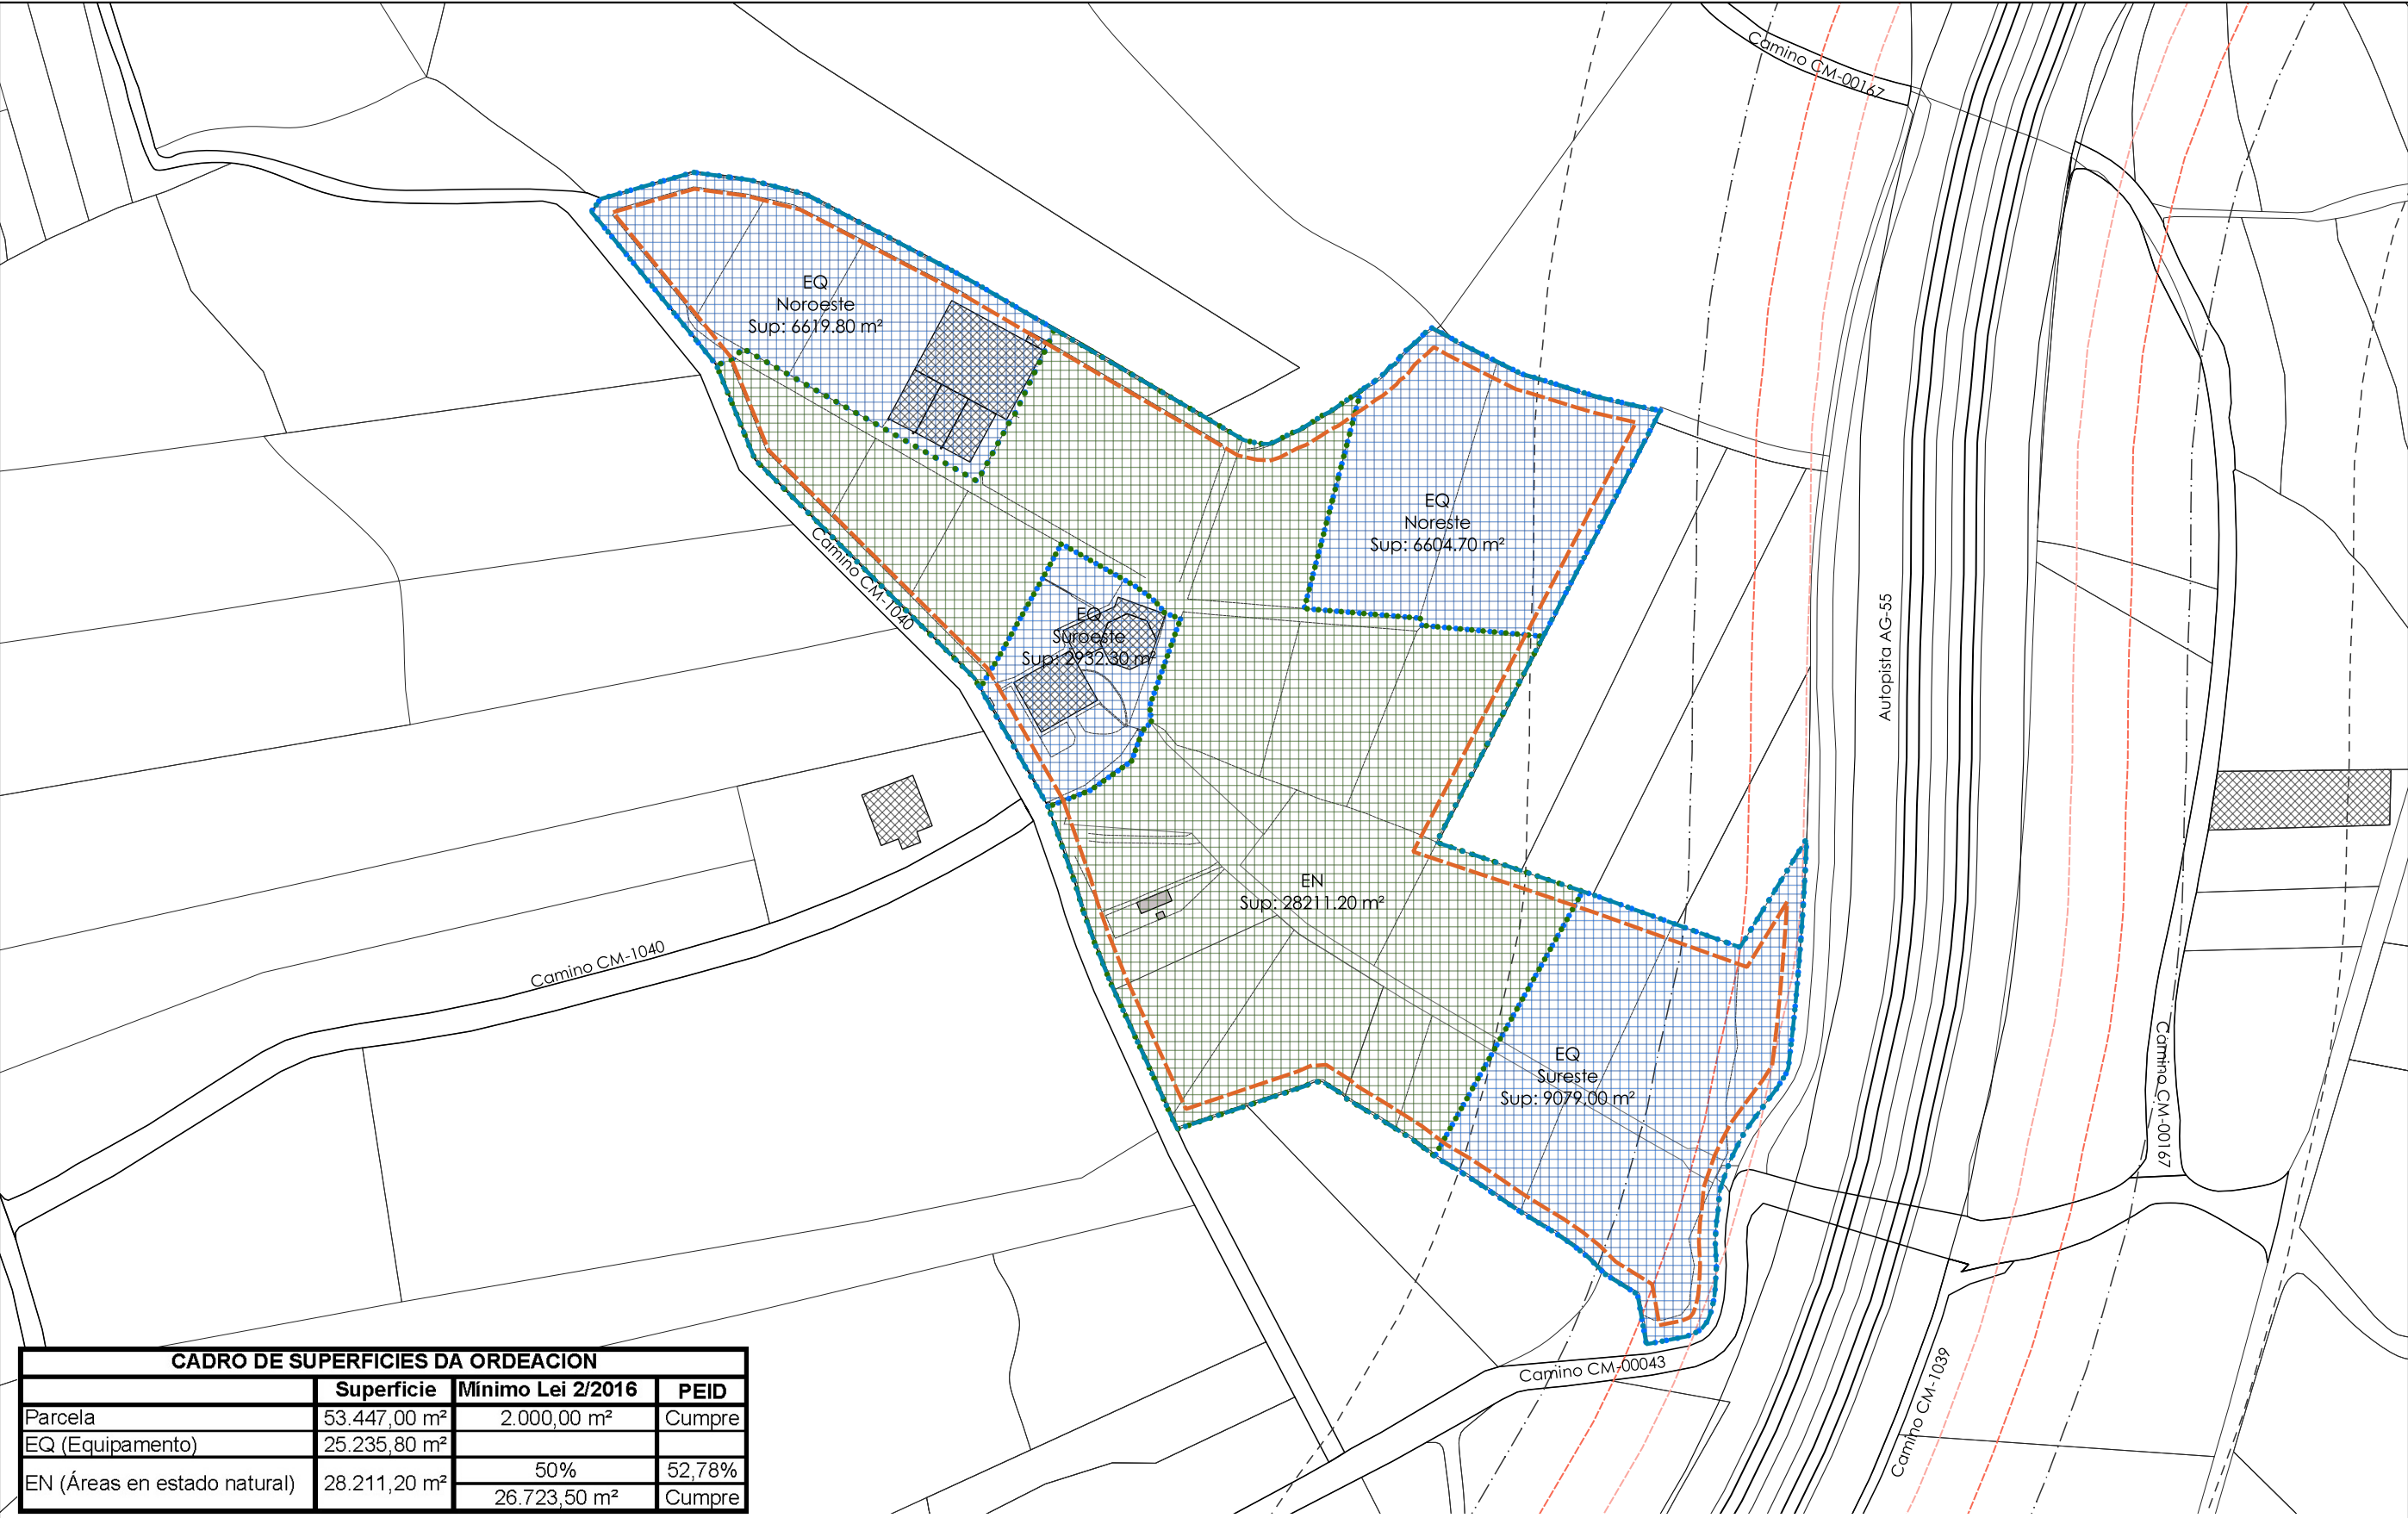 Camino CM-00167
EQ
Noroeste
Sup: 6619.80 m²
EQ
Noreste
Sup: 6604.70 m²
Camino CM-1040
EQ
Suroeste
Sup: 2932.30 m²
Autopista AG-55
EN
Sup: 28211.20 m²
Camino CM-1040
EQ
Sureste
Sup: 9079.00 m²
Camino CM-00167
Camino CM-00043
Camino CM-1039
CADRO DE SUPERFICIES DA ORDEACION
Superficie Mínimo Lei 2/2016 PEID
Parcela 53.447,00 m² 2.000,00 m² Cumpre
EQ (Equipamento) 25.235,80 m²
EN (Áreas en estado natural) 28.211,20 m² 50% 52,78%
26.723,50 m² Cumpre